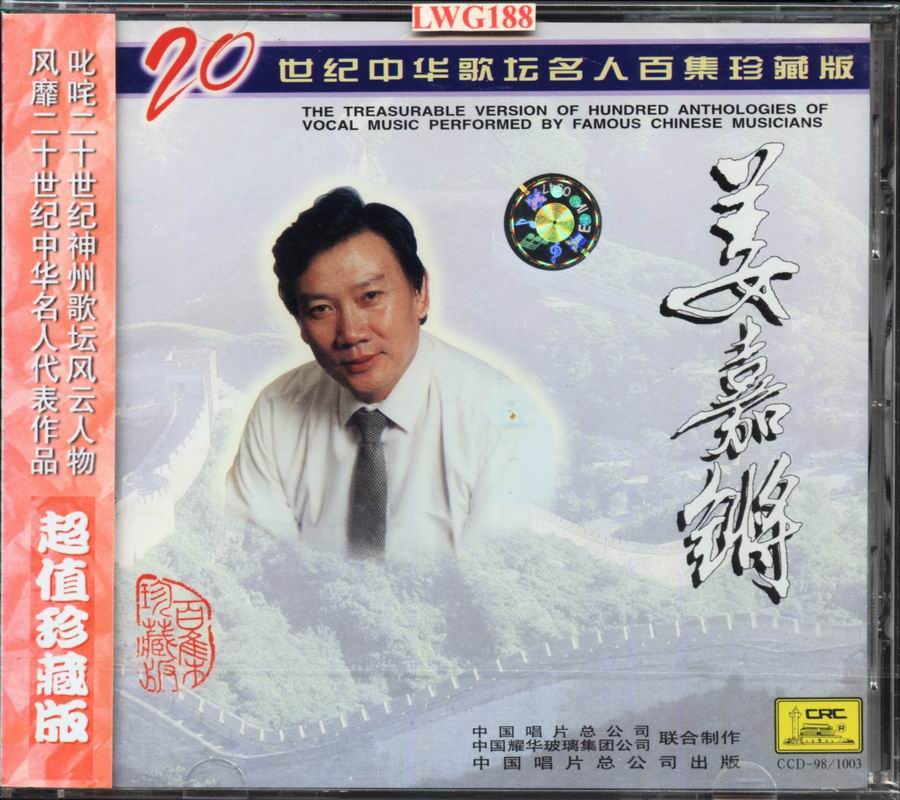 LWG188
20世纪中华歌坛名人百集珍藏版
THE TREASURABLE VERSION OF HUNDRED ANTHOLOGIES OF
VOCAL MUSIC PERFORMED BY FAMOUS CHINESE MUSICIANS
叱咤二十世纪神州歌坛风云人物
风靡二十世纪中华名人代表作品
超值珍藏版
姜嘉锵
百集
珍藏版
中国唱片总公司
中国耀华玻璃集团公司
联合制作
中国唱片总公司出版
CRC
®
CCD-98/1003